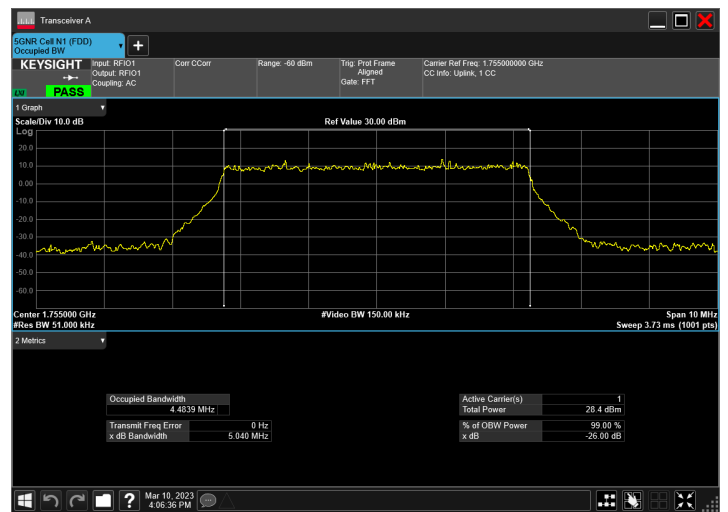 Transceiver A
5GNR Cell N1 (FDD)
Occupied BW
KEYSIGHT
LXI
PASS
Input: RFIO1
Output: RFIO1
Coupling: AC
Corr CCorr
Range: -60 dBm
Trig: Prot Frame
Aligned
Gate: FFT
Carrier Ref Freq: 1.755000000 GHz
CC Info: Uplink, 1 CC
1 Graph
Scale/Div 10.0 dB
Ref Value 30.00 dBm
Log
20.0
10.0
0.00
-10.0
-20.0
-30.0
-40.0
-50.0
-60.0
Center 1.755000 GHz
#Video BW 150.00 kHz
Span 10 MHz
#Res BW 51.000 kHz
Sweep 3.73 ms (1001 pts)
2 Metrics
Occupied Bandwidth
4.4839 MHz
Transmit Freq Error 0 Hz
x dB Bandwidth 5.040 MHz
Active Carrier(s) 1
Total Power 28.4 dBm
% of OBW Power 99.00 %
x dB -26.00 dB
Mar 10, 2023
4:06:36 PM